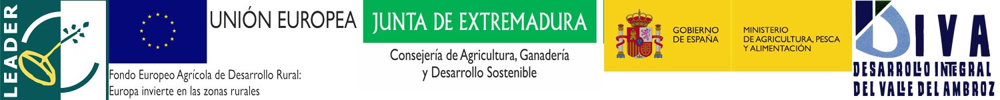 LEADER
UNIÓN EUROPEA
Fondo Europeo Agrícola de Desarrollo Rural:
Europa invierte en las zonas rurales
JUNTA DE EXTREMADURA
Consejería de Agricultura, Ganadería
y Desarrollo Sostenible
GOBIERNO
DE ESPAÑA
MINISTERIO
DE AGRICULTURA, PESCA
Y ALIMENTACIÓN
DIVA
DESARROLLO INTEGRAL
DEL VALLE DEL AMBROZ